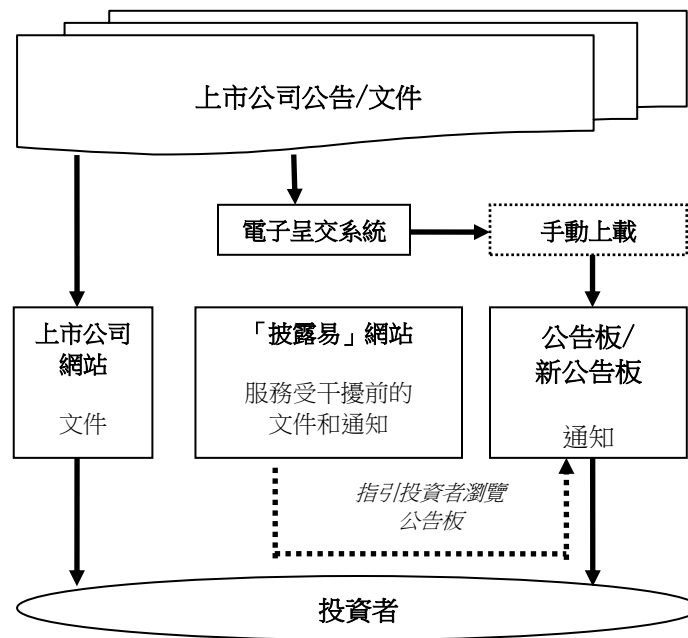 上市公司公告/文件
電子呈交系統
手動上載
上市公司
網站
文件
「披露易」網站
服務受干擾前的
文件和通知
公告板/
新公告板
通知
指引投資者瀏覽
公告板
投資者